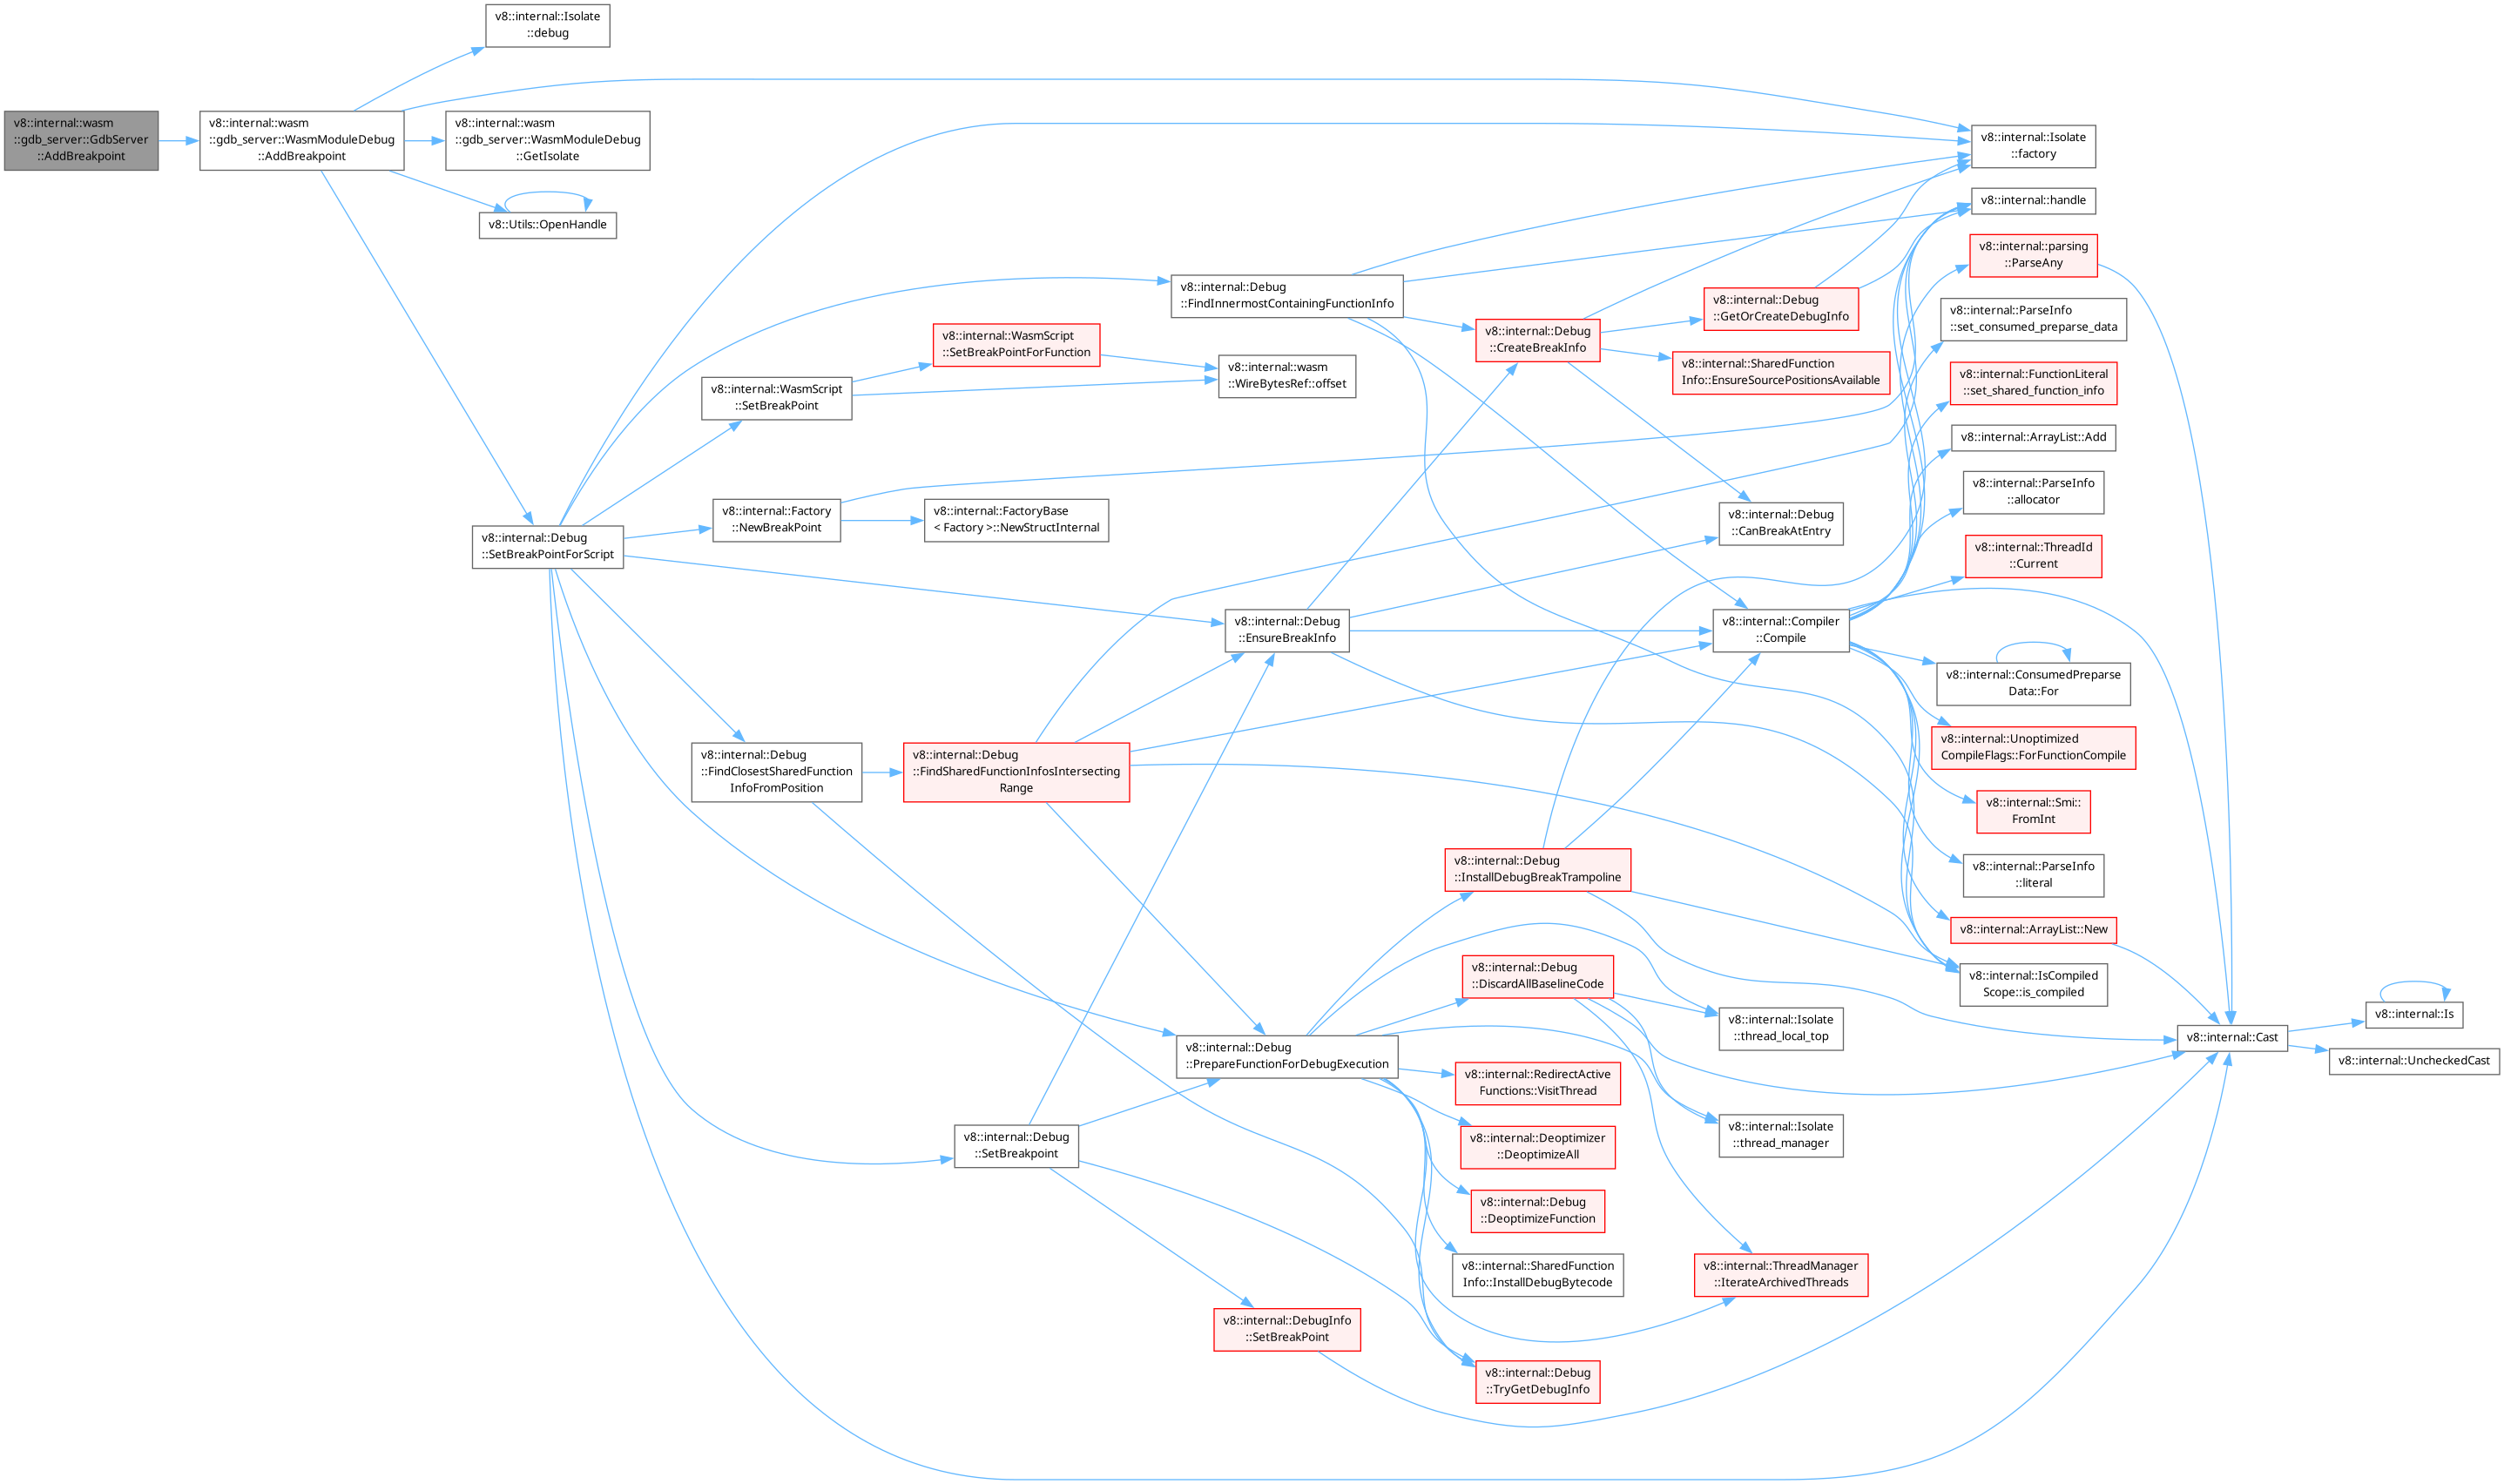 v8::internal::wasm
::gdb_server::GdbServer
::AddBreakpoint
v8::internal::wasm
::gdb_server::WasmModuleDebug
::AddBreakpoint
v8::internal::Isolate
::debug
v8::internal::wasm
::gdb_server::WasmModuleDebug
::GetIsolate
v8::Utils::OpenHandle
v8::internal::Debug
::SetBreakPointForScript
v8::internal::WasmScript
::SetBreakPoint
v8::internal::Factory
::NewBreakPoint
v8::internal::Debug
::FindClosestSharedFunction
InfoFromPosition
v8::internal::WasmScript
::SetBreakPointForFunction
v8::internal::FactoryBase
< Factory >::NewStructInternal
v8::internal::Debug
::FindSharedFunctionInfosIntersecting
Range
v8::internal::Debug
::SetBreakpoint
v8::internal::Debug
::FindInnermostContainingFunctionInfo
v8::internal::wasm
::WireBytesRef::offset
v8::internal::Debug
::EnsureBreakInfo
v8::internal::Debug
::PrepareFunctionForDebugExecution
v8::internal::DebugInfo
::SetBreakPoint
v8::internal::Debug
::CreateBreakInfo
v8::internal::Debug
::InstallDebugBreakTrampoline
v8::internal::Debug
::DiscardAllBaselineCode
v8::internal::RedirectActive
Functions::VisitThread
v8::internal::Deoptimizer
::DeoptimizeAll
v8::internal::Debug
::DeoptimizeFunction
v8::internal::SharedFunction
Info::InstallDebugBytecode
v8::internal::Debug
::TryGetDebugInfo
v8::internal::Debug
::GetOrCreateDebugInfo
v8::internal::SharedFunction
Info::EnsureSourcePositionsAvailable
v8::internal::Debug
::CanBreakAtEntry
v8::internal::Compiler
::Compile
v8::internal::Isolate
::thread_local_top
v8::internal::Isolate
::thread_manager
v8::internal::ThreadManager
::IterateArchivedThreads
v8::internal::Isolate
::factory
v8::internal::handle
v8::internal::parsing
::ParseAny
v8::internal::ParseInfo
::set_consumed_preparse_data
v8::internal::FunctionLiteral
::set_shared_function_info
v8::internal::ArrayList::Add
v8::internal::ParseInfo
::allocator
v8::internal::ThreadId
::Current
v8::internal::ConsumedPreparse
Data::For
v8::internal::Unoptimized
CompileFlags::ForFunctionCompile
v8::internal::Smi::
FromInt
v8::internal::ParseInfo
::literal
v8::internal::ArrayList::New
v8::internal::IsCompiled
Scope::is_compiled
v8::internal::Cast
v8::internal::Is
v8::internal::UncheckedCast